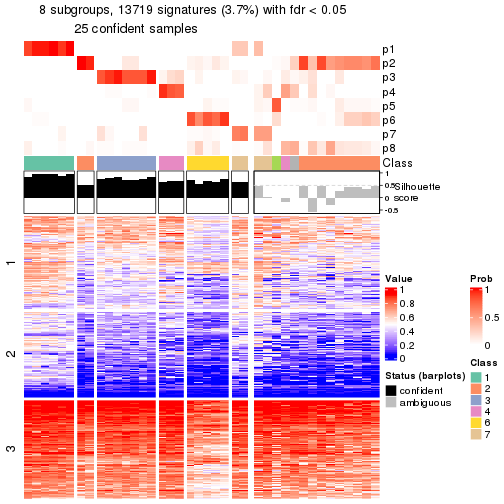 8 subgroups, 13719 signatures (3.7%) with fdr < 0.05
25 confident samples
p1
p2
p3
p4
p5
p6
p7
p8
Class
1
0.5
0
-0.5
Silhouette
score
1
2
3
Value
1
0.8
0.6
0.4
0.2
0
Prob
1
0.5
0
Status (barplots)
confident
ambiguous
Class
1
2
3
4
6
7